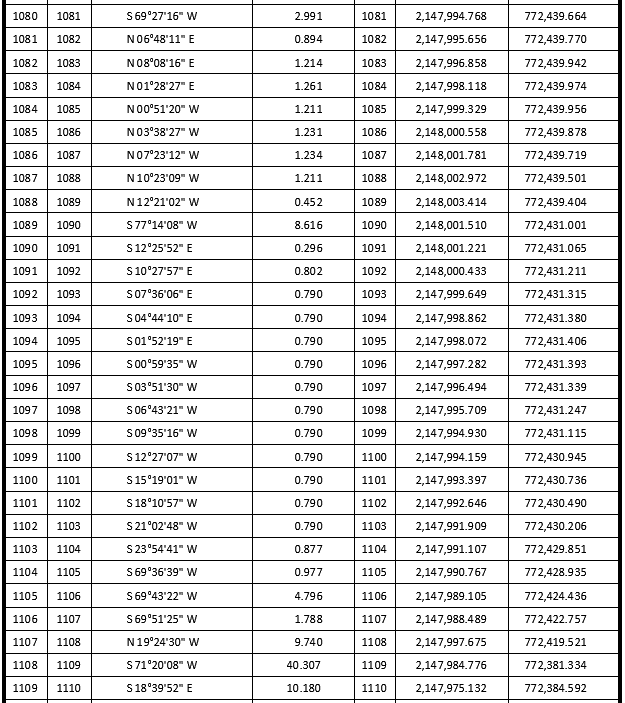 1080 1081 S 69°27'16" W 2.991 1081 2,147,994.768 772,439.664
1081 1082 N 06°48'11" E 0.894 1082 2,147,995.656 772,439.770
1082 1083 N 08°08'16" E 1.214 1083 2,147,996.858 772,439.942
1083 1084 N 01°28'27" E 1.261 1084 2,147,998.118 772,439.974
1084 1085 N 00°51'20" W 1.211 1085 2,147,999.329 772,439.956
1085 1086 N 03°38'27" W 1.231 1086 2,148,000.558 772,439.878
1086 1087 N 07°23'12" W 1.234 1087 2,148,001.781 772,439.719
1087 1088 N 10°23'09" W 1.211 1088 2,148,002.972 772,439.501
1088 1089 N 12°21'02" W 0.452 1089 2,148,003.414 772,439.404
1089 1090 S 77°14'08" W 8.616 1090 2,148,001.510 772,431.001
1090 1091 S 12°25'52" E 0.296 1091 2,148,001.221 772,431.065
1091 1092 S 10°27'57" E 0.802 1092 2,148,000.433 772,431.211
1092 1093 S 07°36'06" E 0.790 1093 2,147,999.649 772,431.315
1093 1094 S 04°44'10" E 0.790 1094 2,147,998.862 772,431.380
1094 1095 S 01°52'19" E 0.790 1095 2,147,998.072 772,431.406
1095 1096 S 00°59'35" W 0.790 1096 2,147,997.282 772,431.393
1096 1097 S 03°51'30" W 0.790 1097 2,147,996.494 772,431.339
1097 1098 S 06°43'21" W 0.790 1098 2,147,995.709 772,431.247
1098 1099 S 09°35'16" W 0.790 1099 2,147,994.930 772,431.115
1099 1100 S 12°27'07" W 0.790 1100 2,147,994.159 772,430.945
1100 1101 S 15°19'01" W 0.790 1101 2,147,993.397 772,430.736
1101 1102 S 18°10'57" W 0.790 1102 2,147,992.646 772,430.490
1102 1103 S 21°02'48" W 0.790 1103 2,147,991.909 772,430.206
1103 1104 S 23°54'41" W 0.877 1104 2,147,991.107 772,429.851
1104 1105 S 69°36'39" W 0.977 1105 2,147,990.767 772,428.935
1105 1106 S 69°43'22" W 4.796 1106 2,147,989.105 772,424.436
1106 1107 S 69°51'25" W 1.788 1107 2,147,988.489 772,422.757
1107 1108 N 19°24'30" W 9.740 1108 2,147,997.675 772,419.521
1108 1109 S 71°20'08" W 40.307 1109 2,147,984.776 772,381.334
1109 1110 S 18°39'52" E 10.180 1110 2,147,975.132 772,384.592